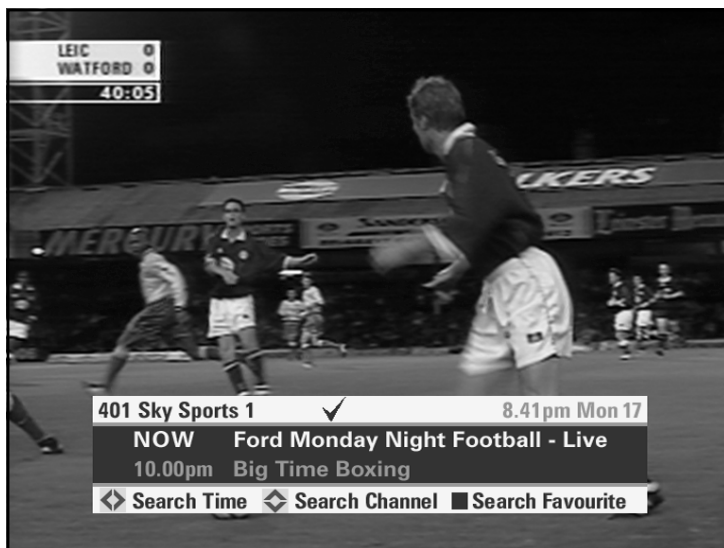 LEIC 0
WATFORD 0
40:05
WALKERS
MERCURY
401 Sky Sports 1 8.41pm Mon 17
NOW Ford Monday Night Football - Live
10.00pm Big Time Boxing
Search Time Search Channel Search Favourite